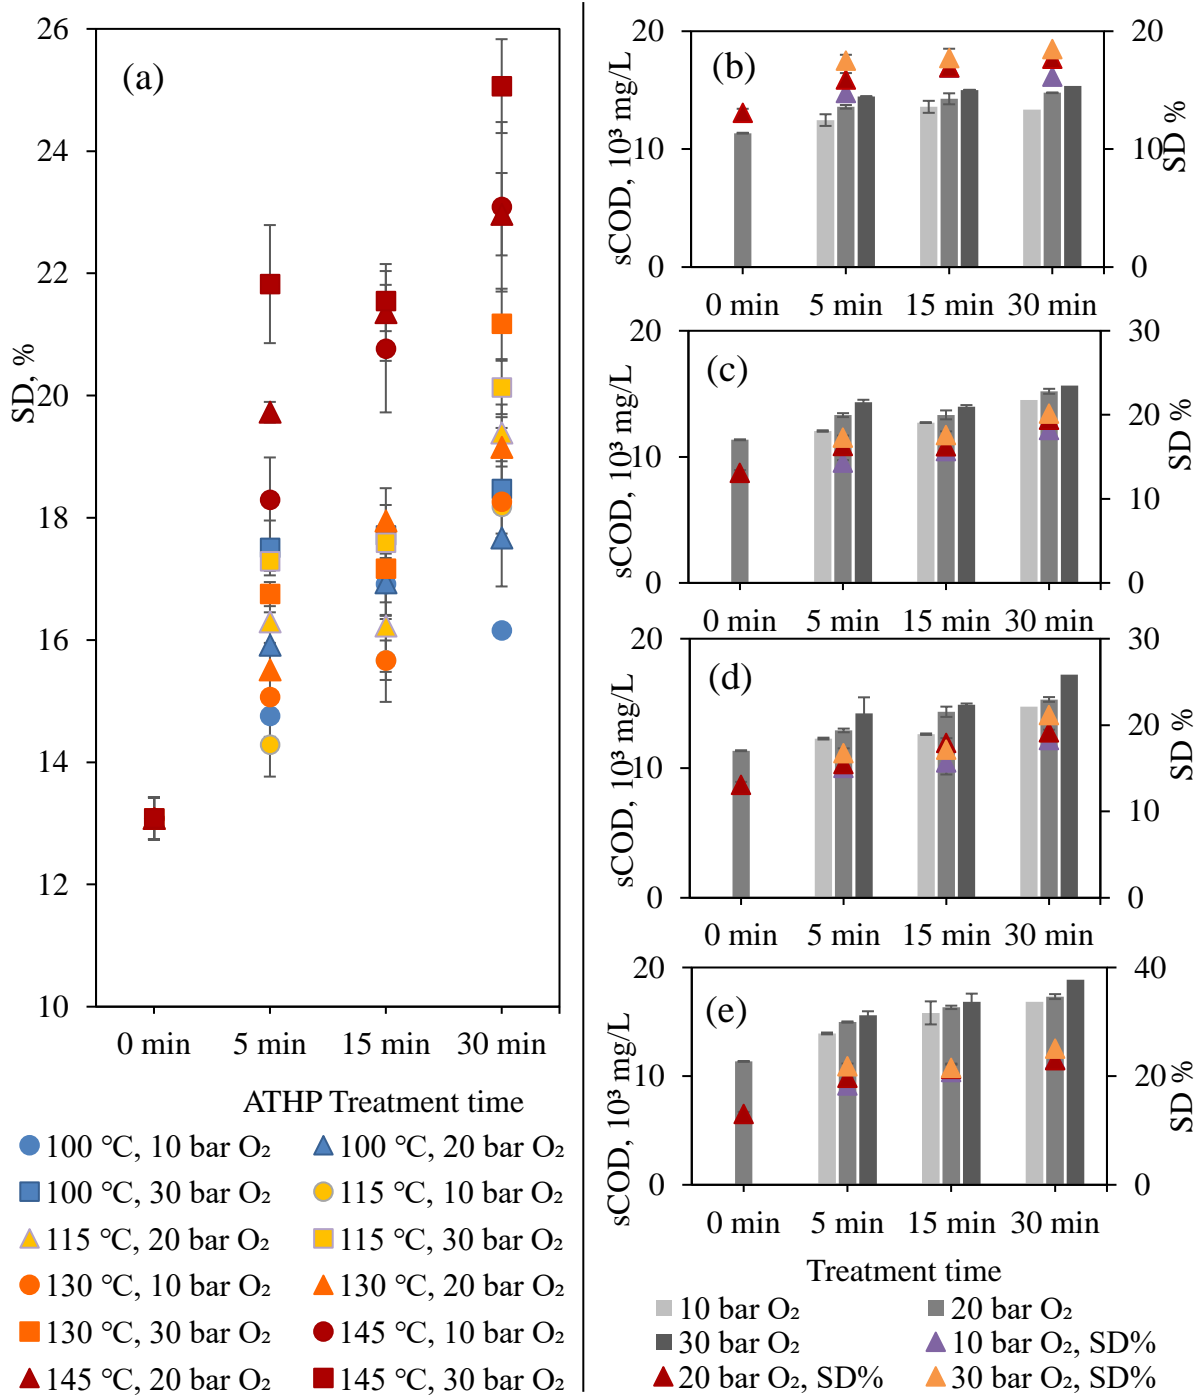 (a)
26
24
22
20
18
16
14
12
10
SD, %
0 min 5 min 15 min 30 min
ATHP Treatment time
100 °C, 10 bar O₂ 100 °C, 20 bar O₂
100 °C, 30 bar O₂ 115 °C, 10 bar O₂
115 °C, 20 bar O₂ 115 °C, 30 bar O₂
130 °C, 10 bar O₂ 130 °C, 20 bar O₂
130 °C, 30 bar O₂ 145 °C, 10 bar O₂
145 °C, 20 bar O₂ 145 °C, 30 bar O₂
(b)
sCOD, 10³ mg/L
20
10
0
20
15
10
5
0
SD %
0 min 5 min 15 min 30 min
(c)
sCOD, 10³ mg/L
20
10
0
30
20
10
0
SD %
0 min 5 min 15 min 30 min
(d)
sCOD, 10³ mg/L
20
10
0
30
20
10
0
SD %
0 min 5 min 15 min 30 min
(e)
sCOD, 10³ mg/L
20
10
0
40
20
0
SD %
0 min 5 min 15 min 30 min
Treatment time
10 bar O₂ 20 bar O₂
30 bar O₂ 10 bar O₂, SD%
20 bar O₂, SD% 30 bar O₂, SD%